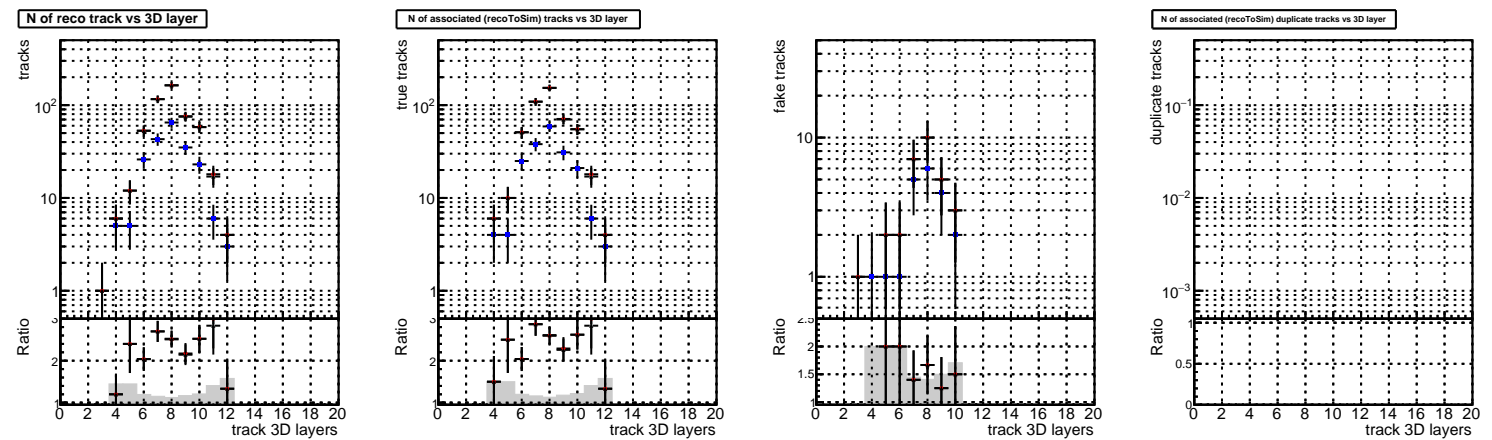 N of reco track vs 3D layer
tracks
10²
10
1
Ratio
3
2
1
0 2 4 6 8 10 12 14 16 18 20
track 3D layers
N of associated (recoToSim) tracks vs 3D layer
true tracks
10²
10
1
Ratio
3
2
1
0 2 4 6 8 10 12 14 16 18 20
track 3D layers
fake tracks
10
1
Ratio
2.5
2
1.5
1
0 2 4 6 8 10 12 14 16 18 20
track 3D layers
N of associated (recoToSim) duplicate tracks vs 3D layer
duplicate tracks
10⁻¹
10⁻²
10⁻³
Ratio
1
0.5
0
0 2 4 6 8 10 12 14 16 18 20
track 3D layers